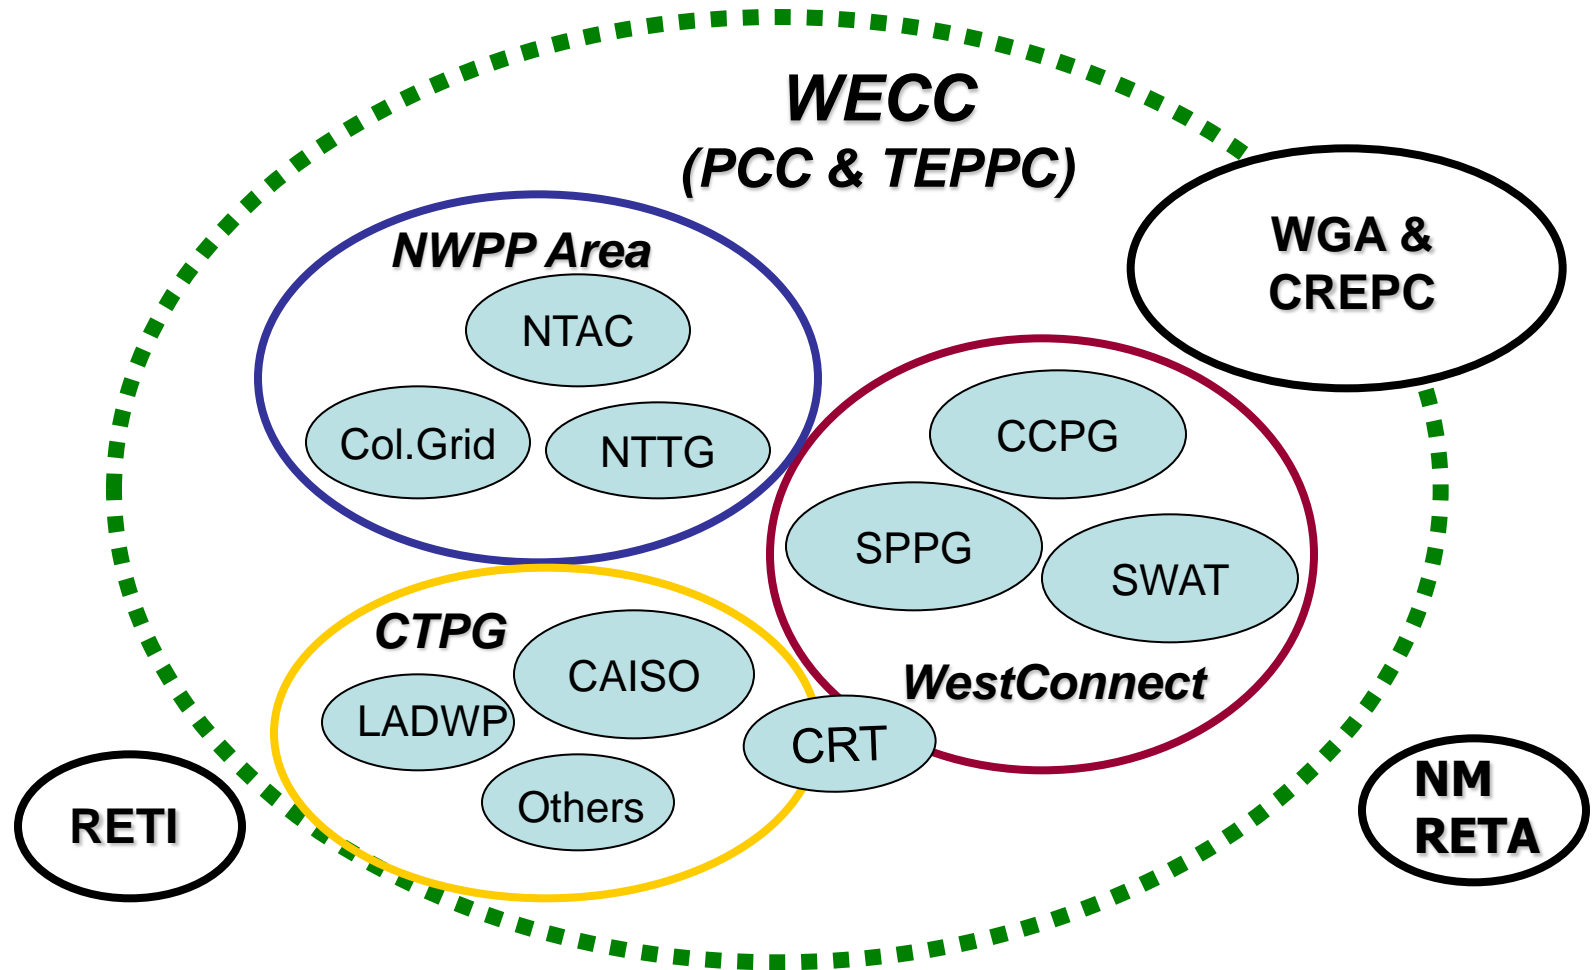 WECC
(PCC & TEPPC)
WGA &
CREPC
NWPP Area
NTAC
Col.Grid
NTTG
CCPG
SPPG
SWAT
WestConnect
CTPG
CAISO
LADWP
CRT
Others
RETI
NM
RETA